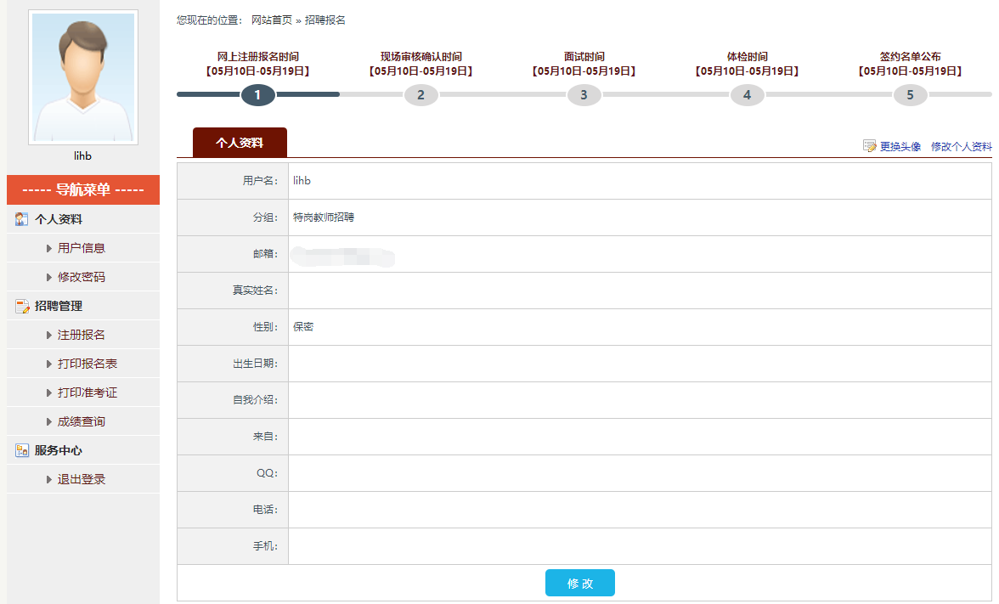 您现在的位置： 网站首页 » 招聘报名
网上注册报名时间
【05月10日-05月19日】
现场审核确认时间
【05月10日-05月19日】
面试时间
【05月10日-05月19日】
体检时间
【05月10日-05月19日】
签约名单公布
【05月10日-05月19日】
1
2
3
4
5
lihb
----- 导航菜单 -----
个人资料
用户信息
修改密码
招聘管理
注册报名
打印报名表
打印准考证
成绩查询
服务中心
退出登录
个人资料
更换头像 修改个人资料
用户名： lihb
分组： 特岗教师招聘
邮箱：
真实姓名：
性别： 保密
出生日期：
自我介绍：
来自：
QQ：
电话：
手机：
修 改